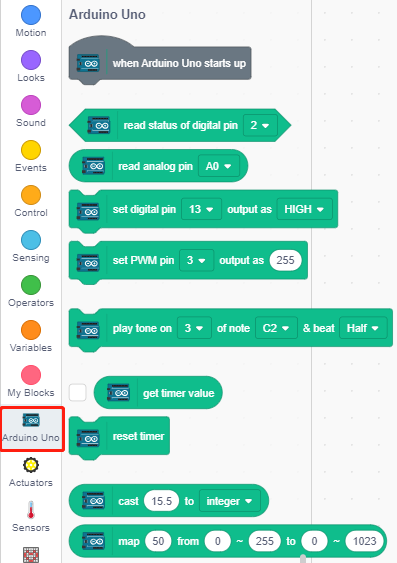 Arduino Uno
Motion
Looks
Sound
Events
Control
Sensing
Operators
Variables
My Blocks
Arduino Uno
Actuators
Sensors
when Arduino Uno starts up
read status of digital pin 2
read analog pin A0
set digital pin 13 output as HIGH
set PWM pin 3 output as 255
play tone on 3 of note C2 & beat Half
get timer value
reset timer
cast 15.5 to integer
map 50 from 0 ~ 255 to 0 ~ 1023